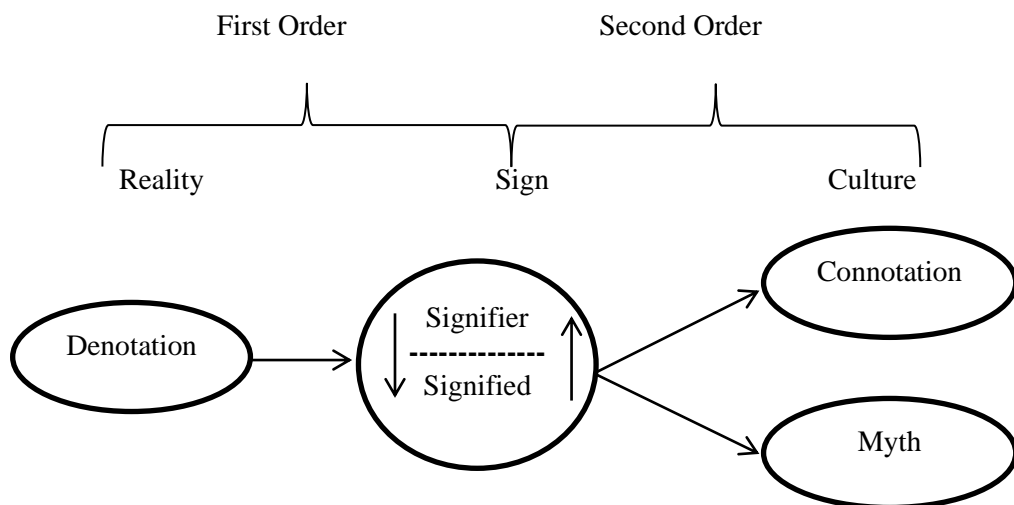 First Order Second Order
Reality Sign Culture
Connotation
Signifier
Denotation
Signified
Myth